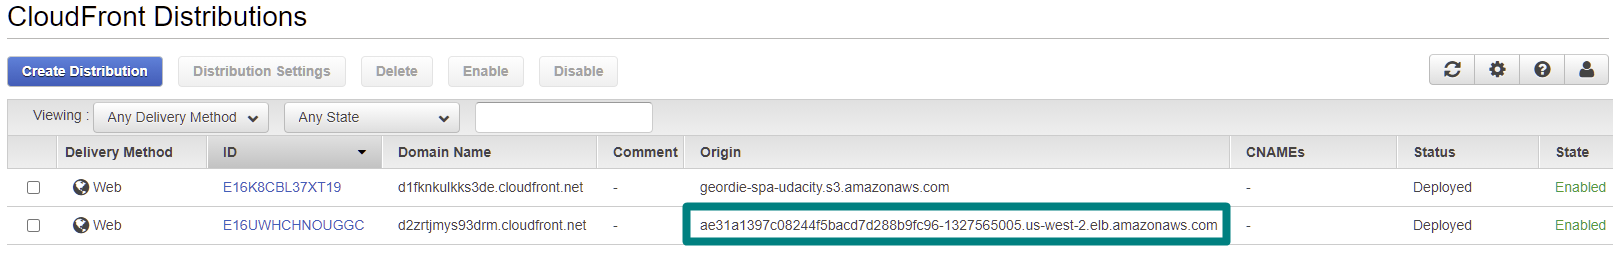 CloudFront Distributions
Create Distribution Distribution Settings Delete Enable Disable
Viewing : Any Delivery Method Any State
Delivery Method ID Domain Name Comment Origin CNAMEs Status State
Web E16K8CBL37XT19 d1fknkulkks3de.cloudfront.net - geordie-spa-udacity.s3.amazonaws.com - Deployed Enabled
Web E16UWHCHNOUGGC d2zrtjmys93drm.cloudfront.net - ae31a1397c08244f5bacd7d288b9fc96-1327565005.us-west-2.elb.amazonaws.com - Deployed Enabled